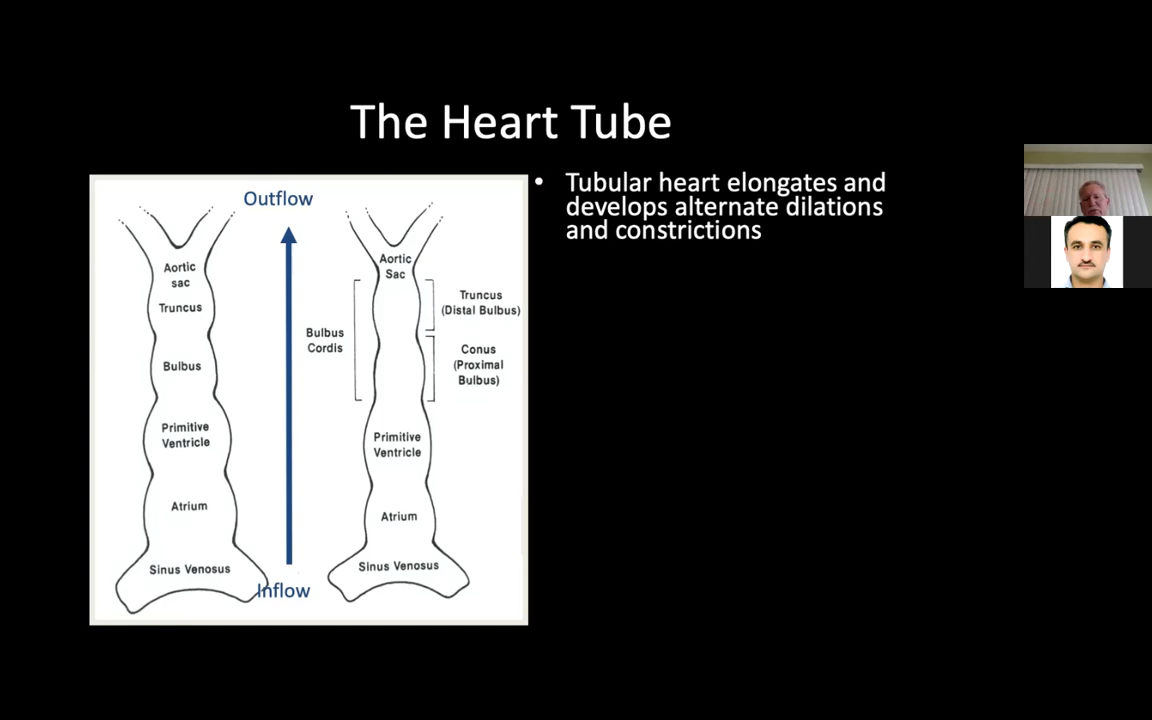 The Heart Tube
Outflow
Aortic
sac
Truncus
Bulbus
Primitive
Ventricle
Atrium
Sinus Venosus
Inflow
Aortic
Sac
Bulbus
Cordis
Truncus
(Distal Bulbus)
Conus
(Proximal
Bulbus)
Primitive
Ventricle
Atrium
Sinus Venosus
• Tubular heart elongates and
develops alternate dilations
and constrictions